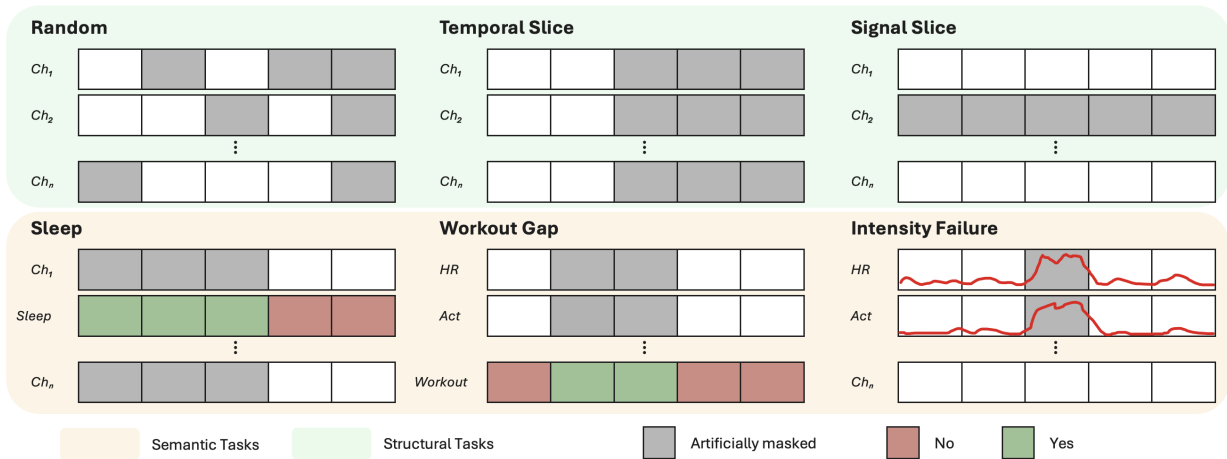 Random
Temporal Slice
Signal Slice
Ch₁
Ch₁
Ch₁
Ch₂
Ch₂
Ch₂
⋮
⋮
⋮
Chₙ
Chₙ
Chₙ
Sleep
Workout Gap
Intensity Failure
Ch₁
HR
HR
Sleep
Act
Act
⋮
⋮
⋮
Chₙ
Workout
Chₙ
Semantic Tasks
Structural Tasks
Artificially masked
No
Yes